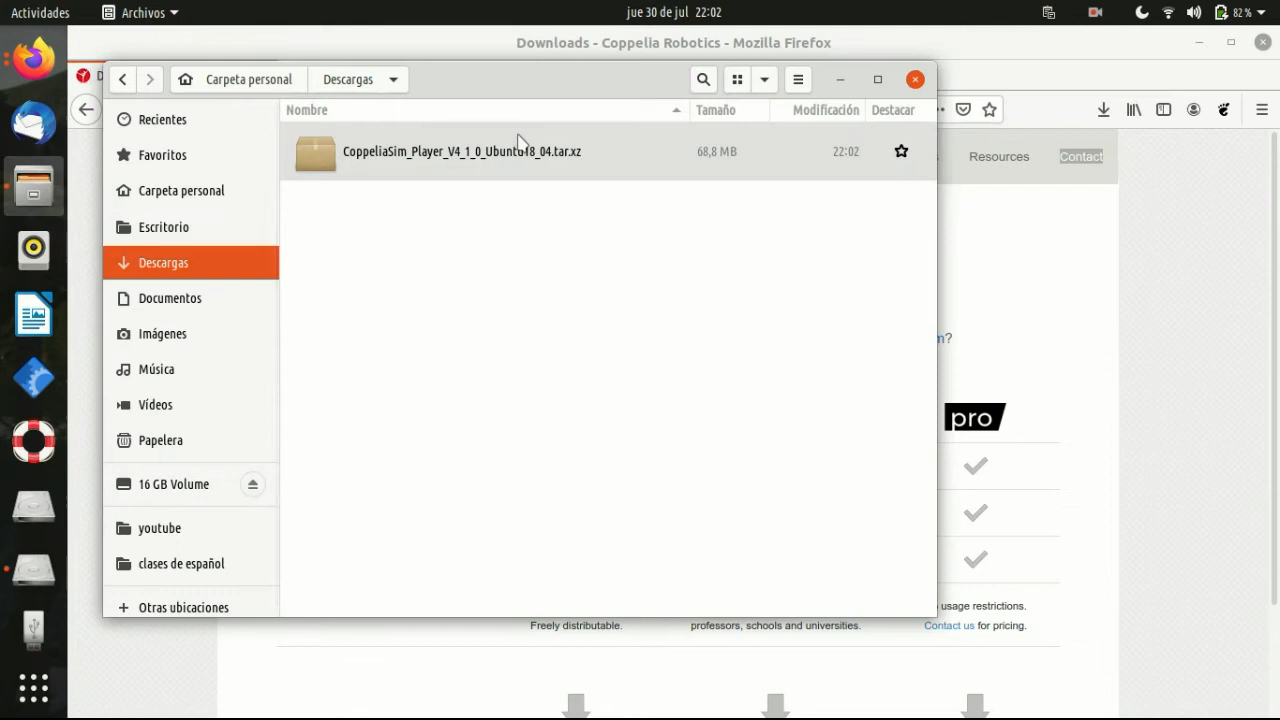 Actividades Archivos jue 30 de jul 22:02 82 %
Downloads - Coppelia Robotics - Mozilla Firefox
Carpeta personal Descargas
Nombre Tamaño Modificación Destacar
CoppeliaSim_Player_V4_1_0_Ubuntu18_04.tar.xz 68,8 MB 22:02
Recientes
Favoritos
Carpeta personal
Escritorio
Descargas
Documentos
Imágenes
Música
Vídeos
Papelera
16 GB Volume
youtube
clases de español
Otras ubicaciones
Resources Contact
m?
pro
usage restrictions.
Freely distributable. professors, schools and universities. Contact us for pricing.